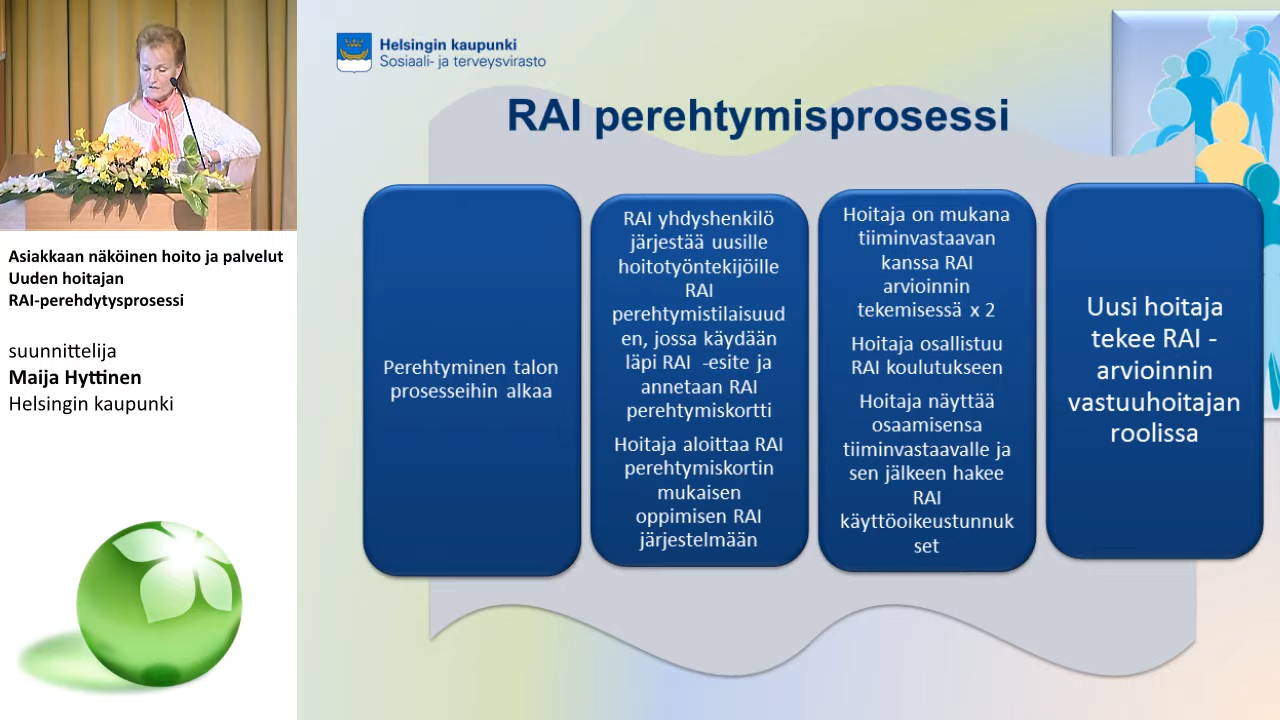 Helsingin kaupunki
Sosiaali- ja terveysvirasto
RAI perehtymisprosessi
Asiakkaan näköinen hoito ja palvelut
Uuden hoitajan
RAI-perehdytysprosessi
suunnittelija
Maija Hyttinen
Helsingin kaupunki
Perehtyminen talon
prosesseihin alkaa
RAI yhdyshenkilö
järjestää uusille
hoitotyöntekijöille
RAI
perehtymistilaisuud
en, jossa käydään
läpi RAI -esite ja
annetaan RAI
perehtymiskortti
Hoitaja aloittaa RAI
perehtymiskortin
mukaisen
oppimisen RAI
järjestelmään
Hoitaja on mukana
tiiminvastaavan
kanssa RAI
arvioinnin
tekemisessä x 2
Hoitaja osallistuu
RAI koulutukseen
Hoitaja näyttää
osaamisensa
tiiminvastaavalle ja
sen jälkeen hakee
RAI
käyttöoikeustunnuk
set
Uusi hoitaja
tekee RAI -
arvioinnin
vastuuhoitajan
roolissa